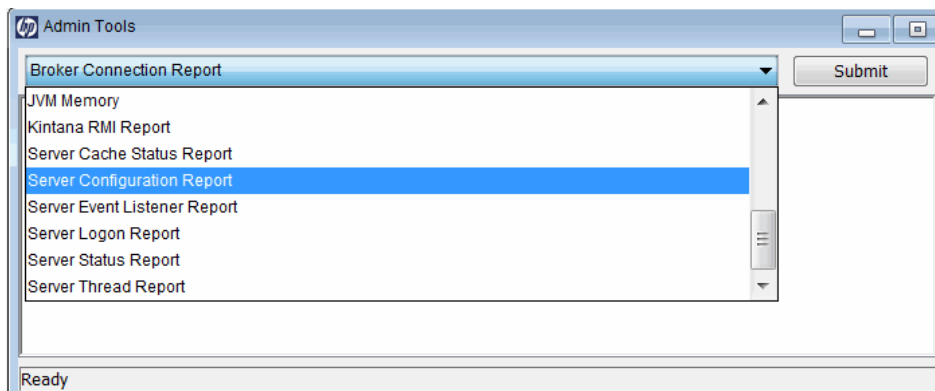 hp Admin Tools
Broker Connection Report Submit
JVM Memory
Kintana RMI Report
Server Cache Status Report
Server Configuration Report
Server Event Listener Report
Server Logon Report
Server Status Report
Server Thread Report
Ready